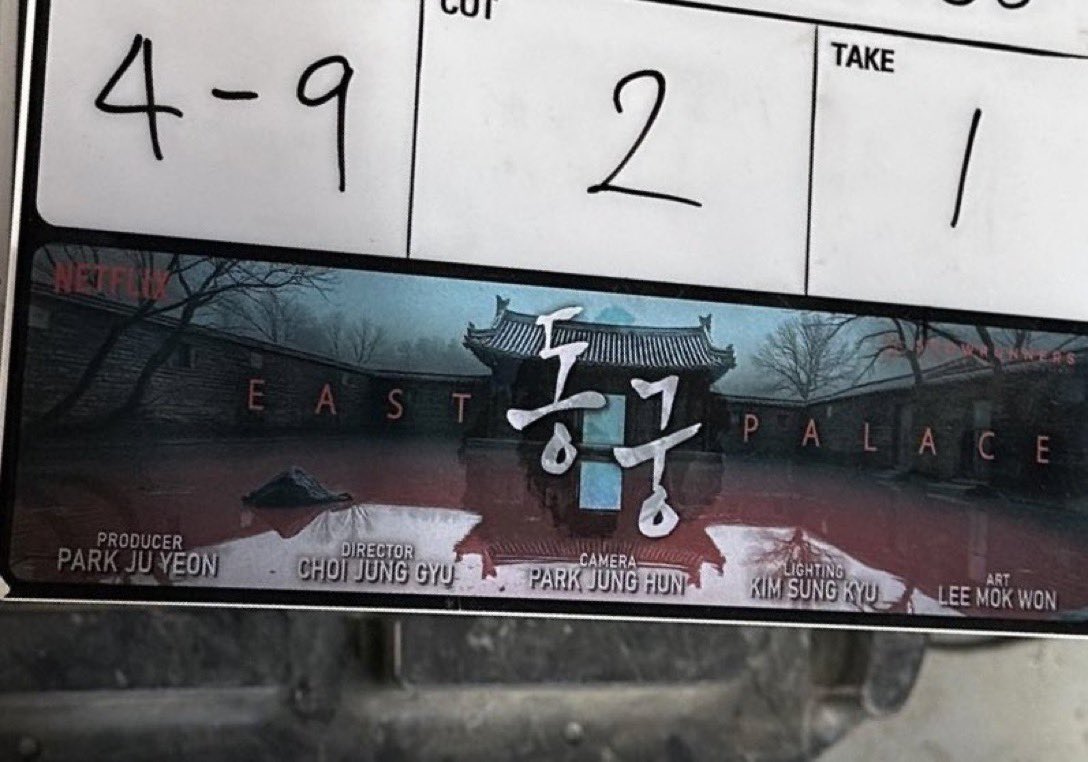 CUT
TAKE
4-9
2
1
NETFLIX
동궁
EAST PALACE
PRODUCER
PARK JU YEON
DIRECTOR
CHOI JUNG GYU
CAMERA
PARK JUNG HUN
LIGHTING
KIM SUNG KYU
ART
LEE MOK WON